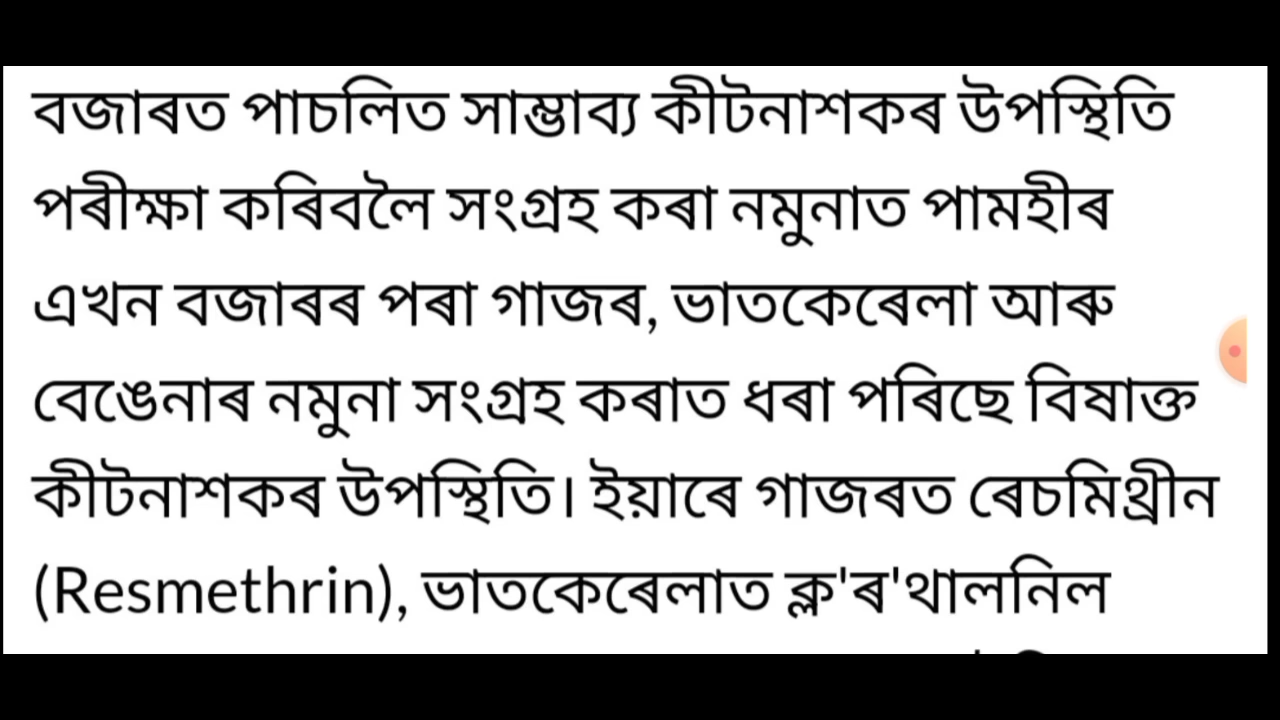 বজাৰত পাচলিত সাম্ভাব্য কীটনাশকৰ উপস্থিতি
পৰীক্ষা কৰিবলৈ সংগ্ৰহ কৰা নমুনাত পামহীৰ
এখন বজাৰৰ পৰা গাজৰ, ভাতকেৰেলা আৰু
বেঙেনাৰ নমুনা সংগ্ৰহ কৰাত ধৰা পৰিছে বিষাক্ত
কীটনাশকৰ উপস্থিতি। ইয়াৰে গাজৰত ৰেচমিথ্ৰীন
(Resmethrin), ভাতকেৰেলাত ক্ল'ৰ'থালনিল